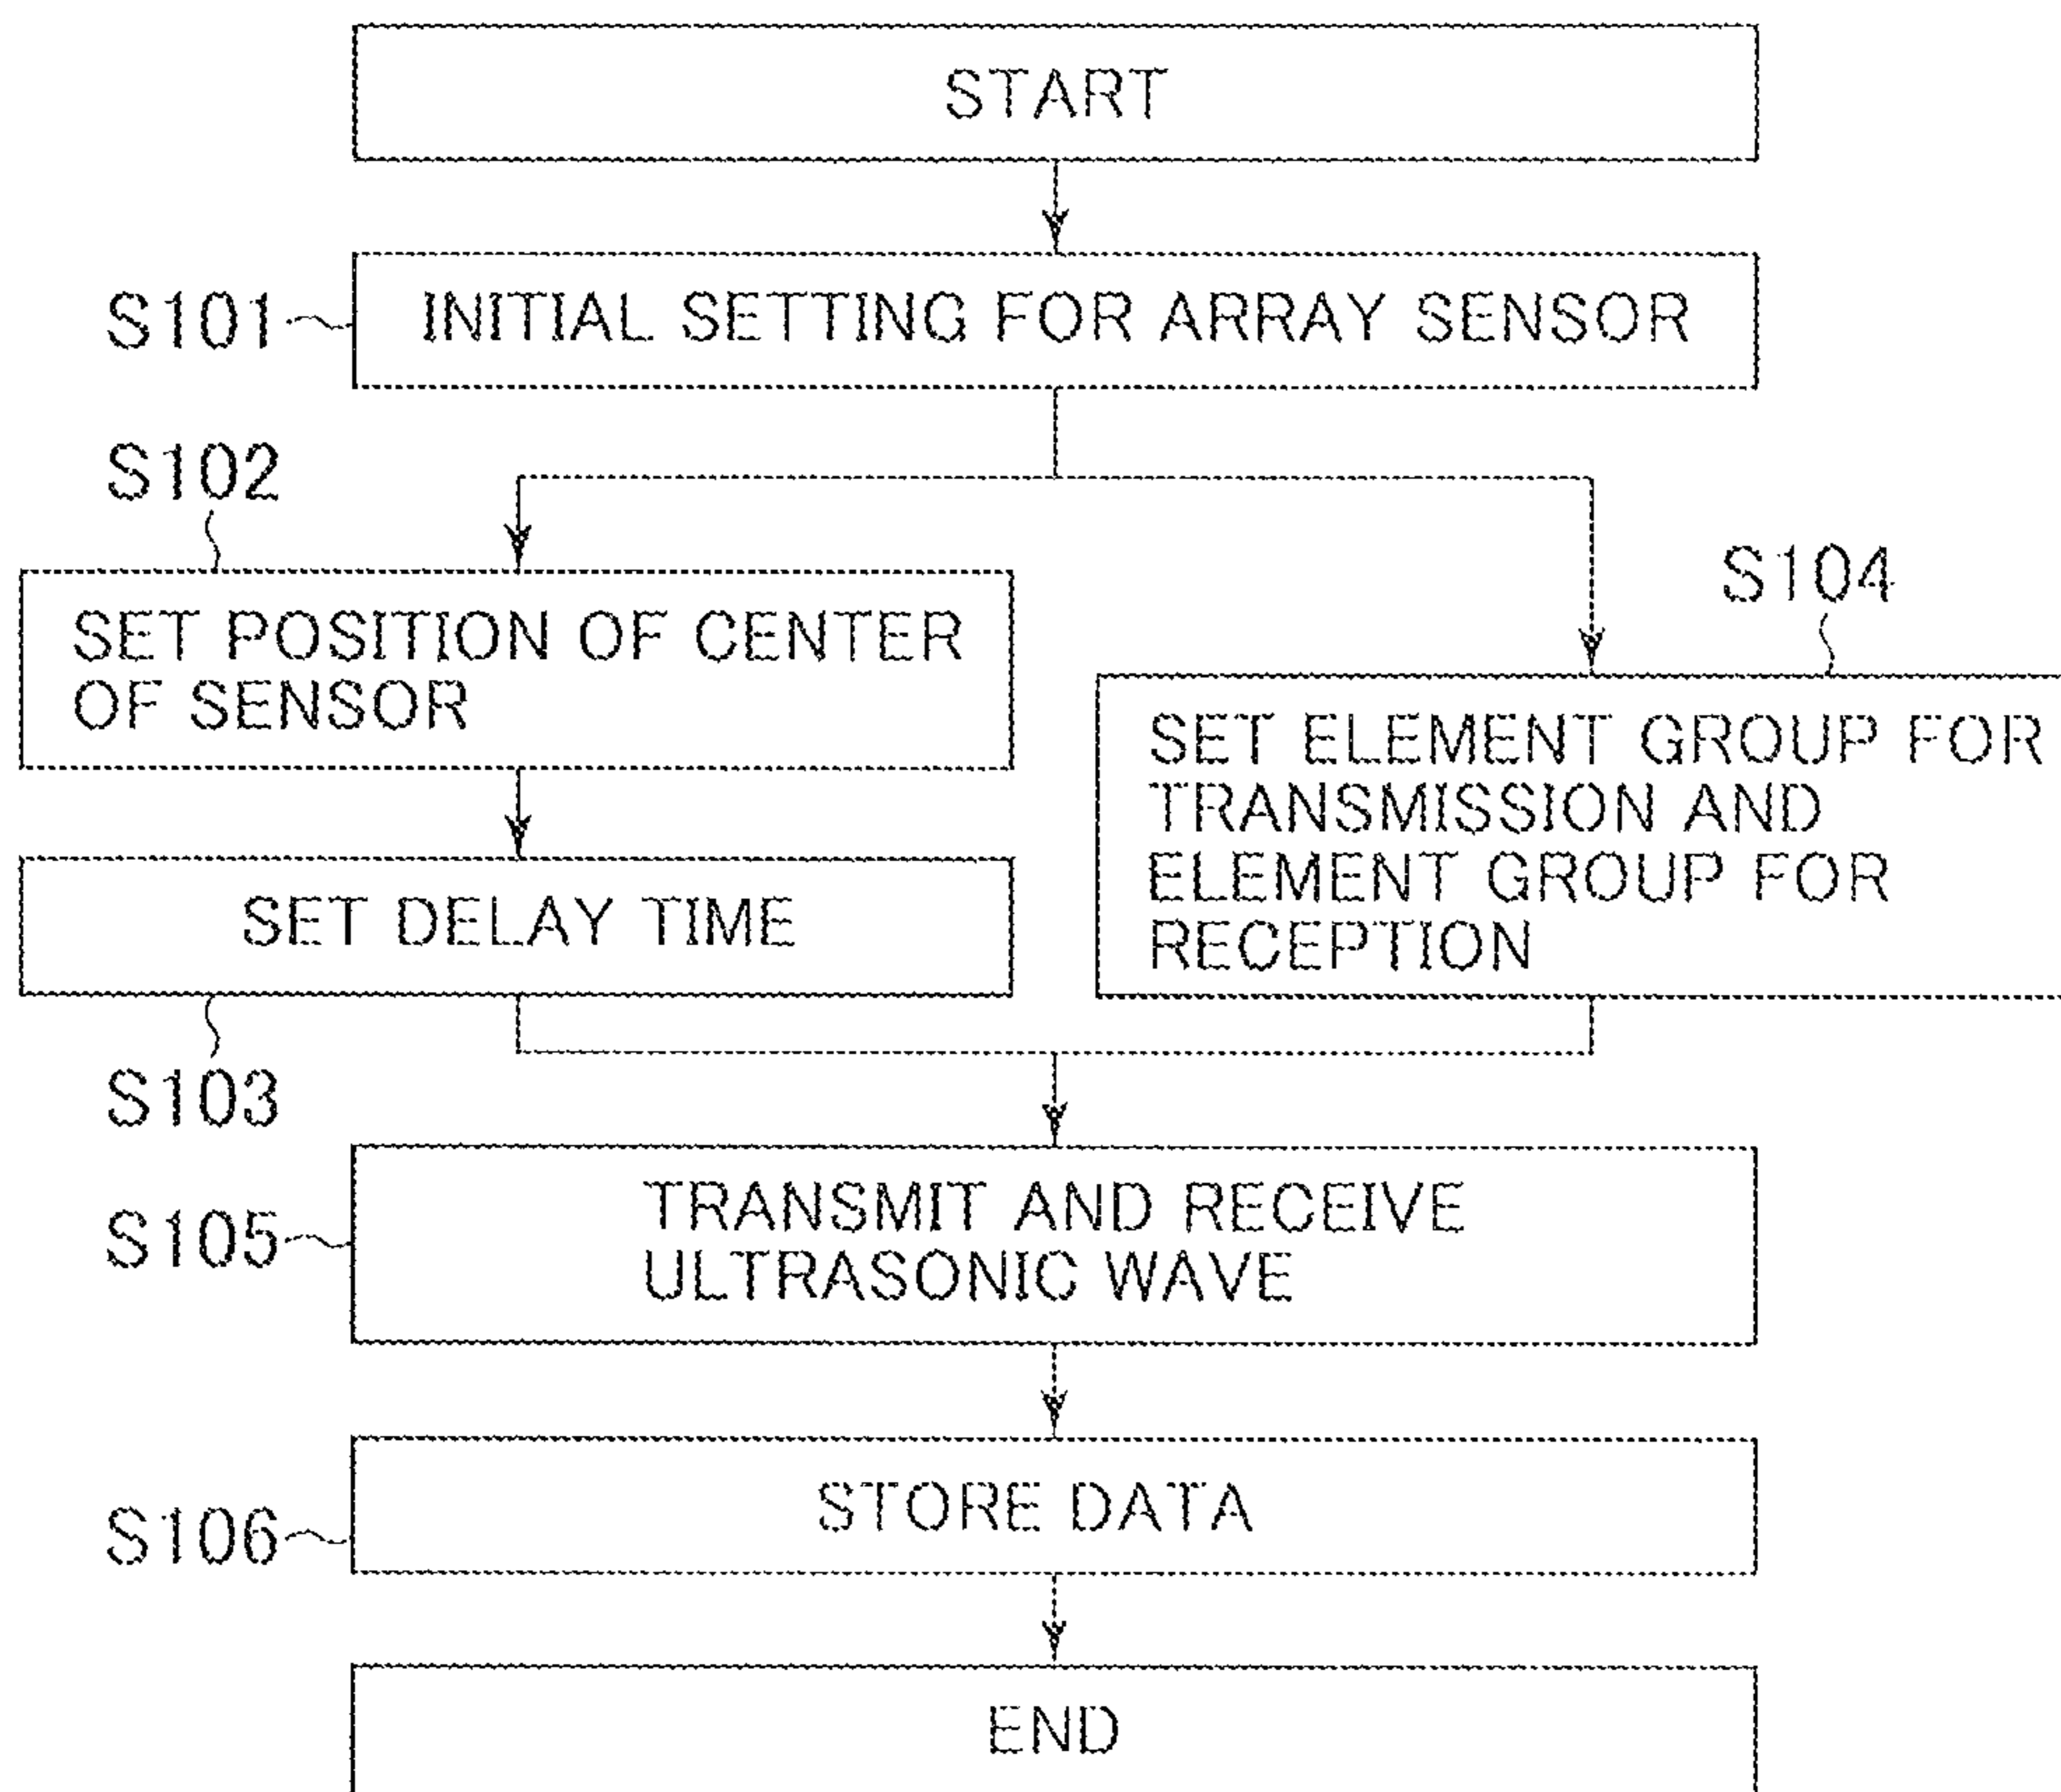 START
S101
INITIAL SETTING FOR ARRAY SENSOR
S102
SET POSITION OF CENTER
OF SENSOR
S104
SET ELEMENT GROUP FOR
TRANSMISSION AND
ELEMENT GROUP FOR
RECEPTION
SET DELAY TIME
S103
S105
TRANSMIT AND RECEIVE
ULTRASONIC WAVE
S106
STORE DATA
END